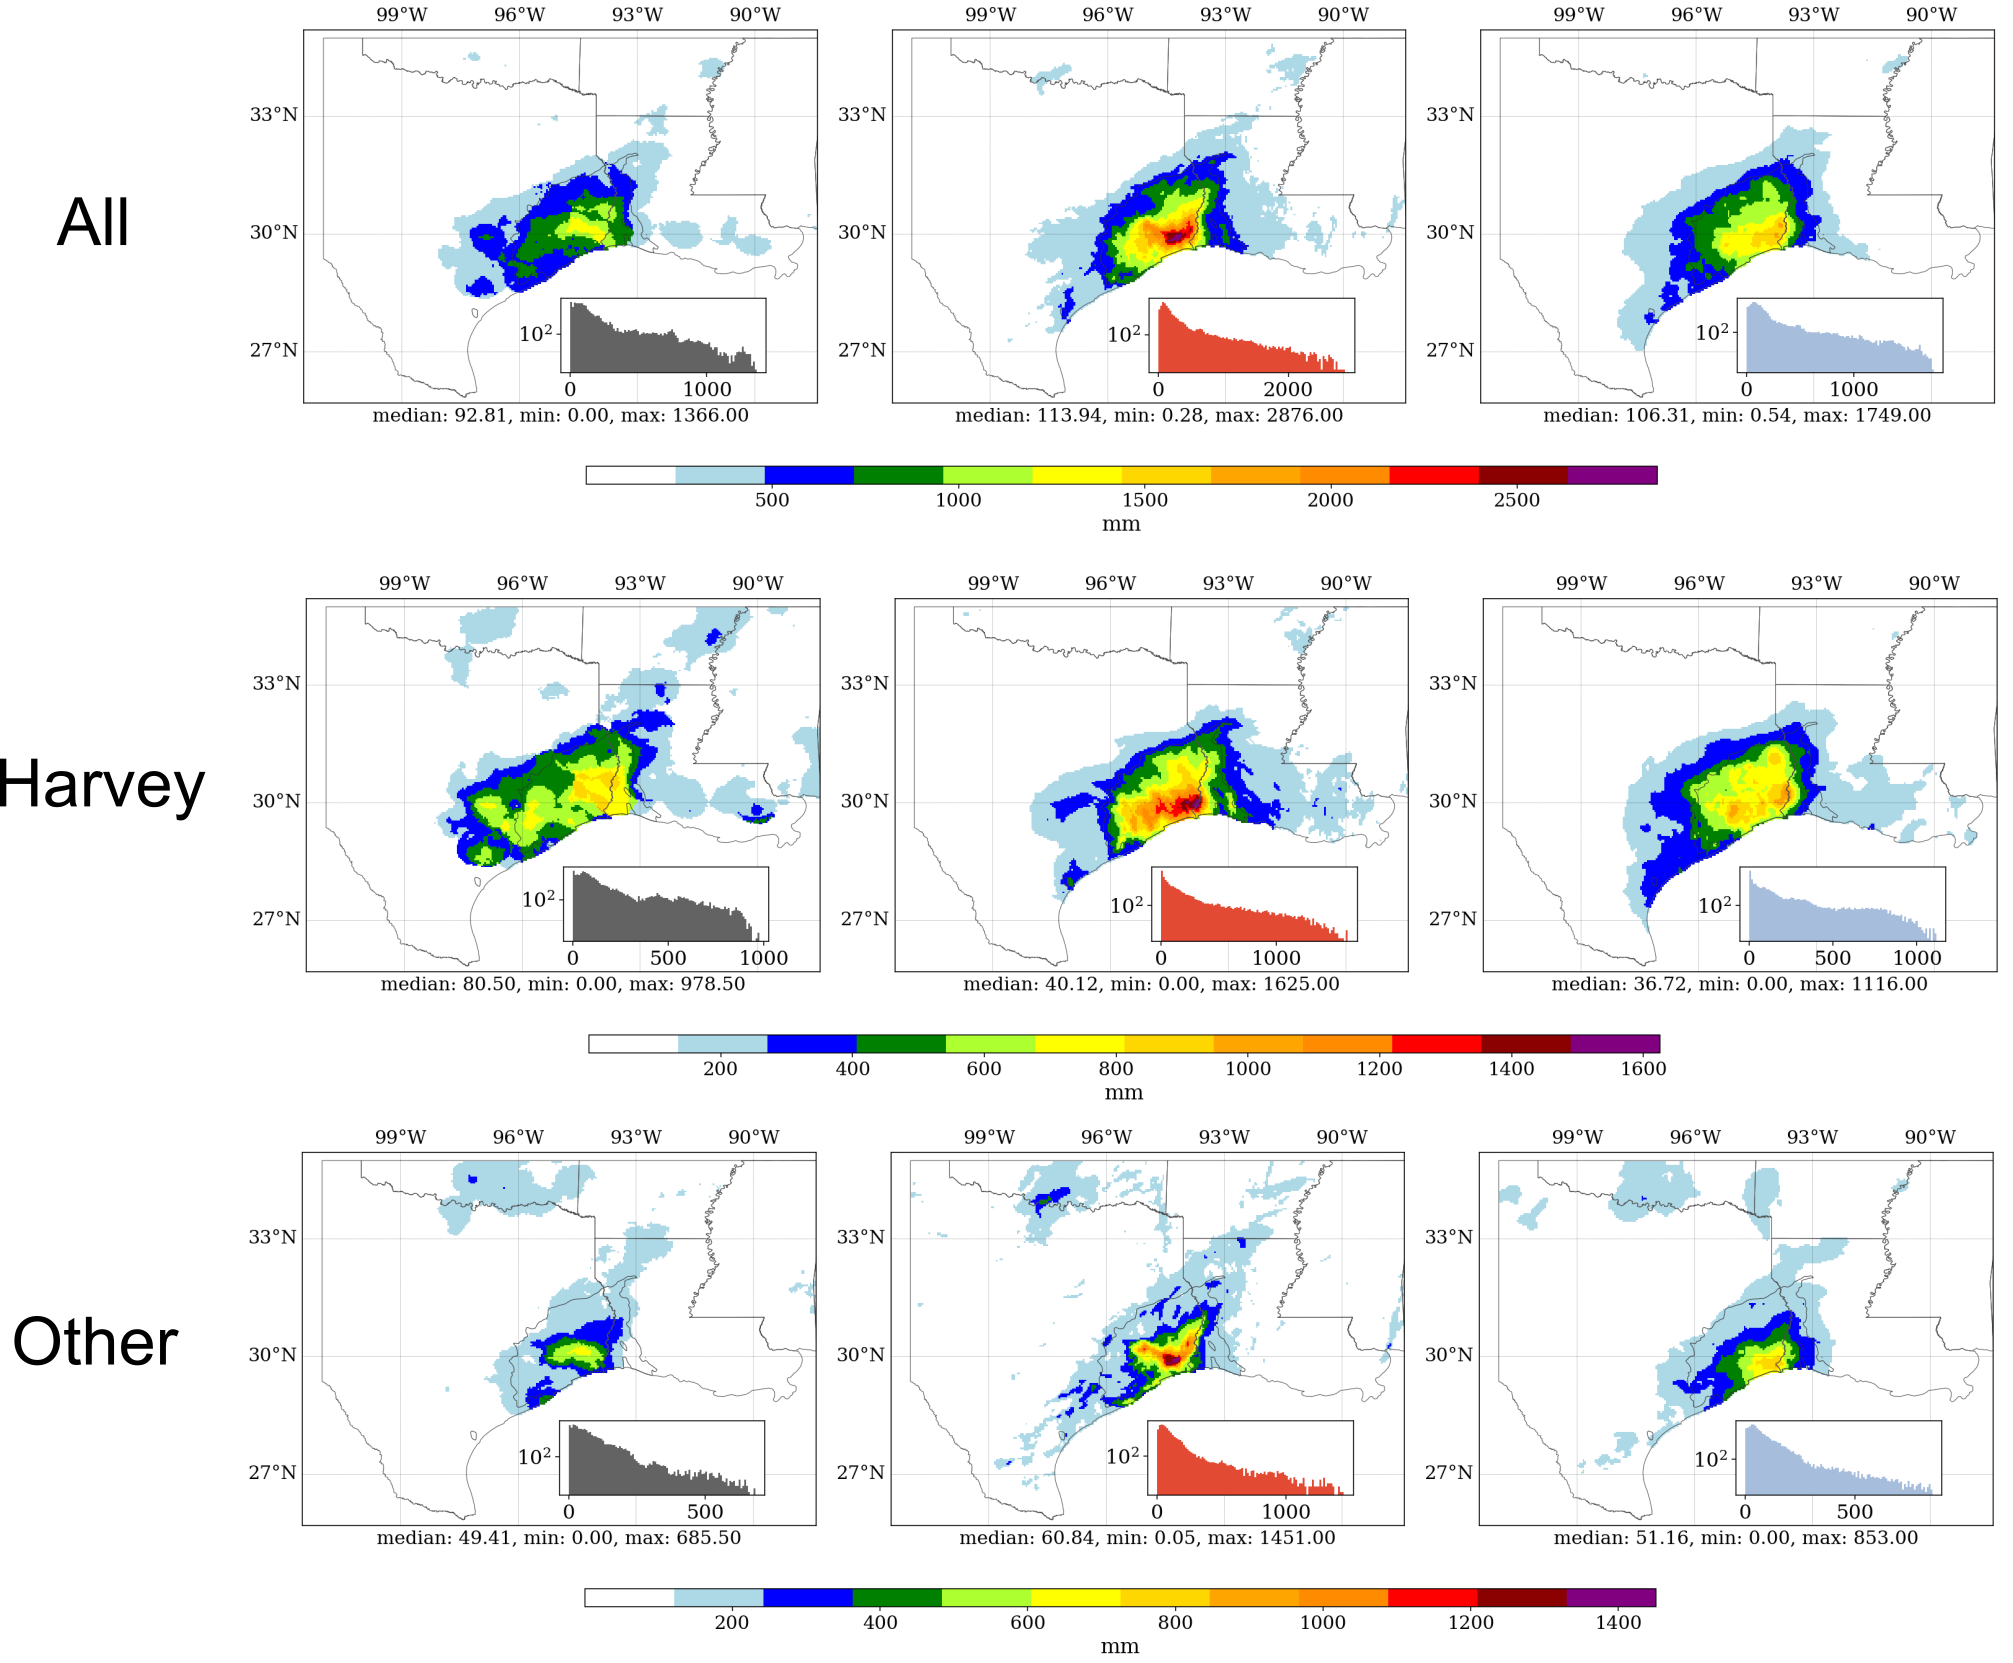 99°W 96°W 93°W 90°W 99°W 96°W 93°W 90°W 99°W 96°W 93°W 90°W
33°N 33°N 33°N
All
30°N 30°N 30°N
10² 10² 10²
27°N 27°N 27°N
0 1000 0 2000 0 1000
median: 92.81, min: 0.00, max: 1366.00 median: 113.94, min: 0.28, max: 2876.00 median: 106.31, min: 0.54, max: 1749.00
500 1000 1500 2000 2500
mm
99°W 96°W 93°W 90°W 99°W 96°W 93°W 90°W 99°W 96°W 93°W 90°W
33°N 33°N 33°N
Harvey
30°N 30°N 30°N
10² 10² 10²
27°N 27°N 27°N
0 500 1000 0 1000 0 500 1000
median: 80.50, min: 0.00, max: 978.50 median: 40.12, min: 0.00, max: 1625.00 median: 36.72, min: 0.00, max: 1116.00
200 400 600 800 1000 1200 1400 1600
mm
99°W 96°W 93°W 90°W 99°W 96°W 93°W 90°W 99°W 96°W 93°W 90°W
33°N 33°N 33°N
Other
30°N 30°N 30°N
10² 10² 10²
27°N 27°N 27°N
0 500 0 1000 0 500
median: 49.41, min: 0.00, max: 685.50 median: 60.84, min: 0.05, max: 1451.00 median: 51.16, min: 0.00, max: 853.00
200 400 600 800 1000 1200 1400
mm